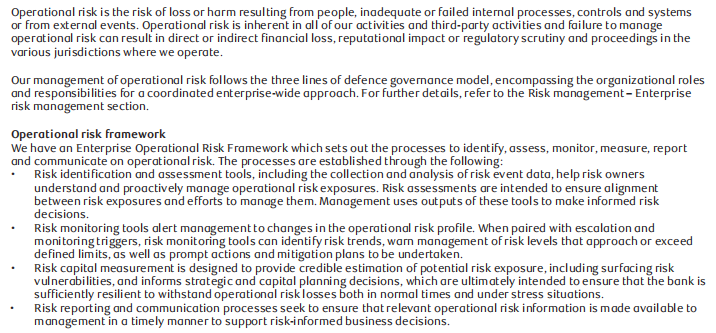 Operational risk is the risk of loss or harm resulting from people, inadequate or failed internal processes, controls and systems
or from external events. Operational risk is inherent in all of our activities and third-party activities and failure to manage
operational risk can result in direct or indirect financial loss, reputational impact or regulatory scrutiny and proceedings in the
various jurisdictions where we operate.
Our management of operational risk follows the three lines of defence governance model, encompassing the organizational roles
and responsibilities for a coordinated enterprise-wide approach. For further details, refer to the Risk management – Enterprise
risk management section.
Operational risk framework
We have an Enterprise Operational Risk Framework which sets out the processes to identify, assess, monitor, measure, report
and communicate on operational risk. The processes are established through the following:
• Risk identification and assessment tools, including the collection and analysis of risk event data, help risk owners
understand and proactively manage operational risk exposures. Risk assessments are intended to ensure alignment
between risk exposures and efforts to manage them. Management uses outputs of these tools to make informed risk
decisions.
• Risk monitoring tools alert management to changes in the operational risk profile. When paired with escalation and
monitoring triggers, risk monitoring tools can identify risk trends, warn management of risk levels that approach or exceed
defined limits, as well as prompt actions and mitigation plans to be undertaken.
• Risk capital measurement is designed to provide credible estimation of potential risk exposure, including surfacing risk
vulnerabilities, and informs strategic and capital planning decisions, which are ultimately intended to ensure that the bank is
sufficiently resilient to withstand operational risk losses both in normal times and under stress situations.
• Risk reporting and communication processes seek to ensure that relevant operational risk information is made available to
management in a timely manner to support risk-informed business decisions.